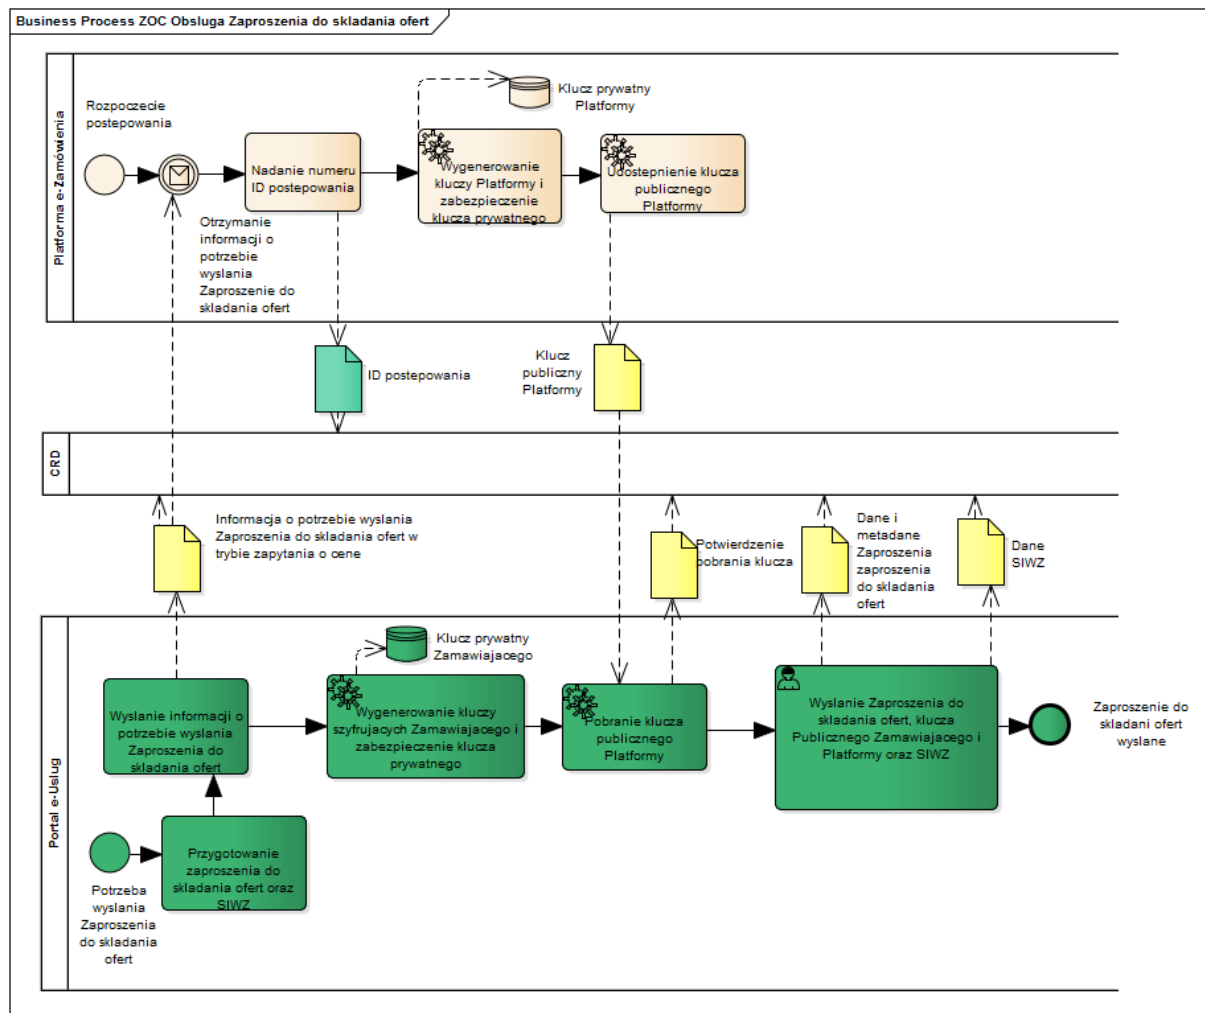 Business Process ZOC Obsluga Zaproszenia do skladania ofert
Platforma e-Zamówienia
Rozpoczecie
postepowania
Otrzymanie
informacji o
potrzebie
wyslania
Zaproszenie do
skladania ofert
Nadanie numeru
ID postepowania
Wygenerowanie
kluczy Platformy i
zabezpieczenie
klucza prywatnego
Klucz prywatny
Platformy
Udostepnienie klucza
publicznego
Platformy
ID postepowania
Klucz
publiczny
Platformy
CRD
Informacja o potrzebie wyslania
Zaproszenia do skladania ofert w
trybie zapytania o cene
Potwierdzenie
pobrania klucza
Dane i
metadane
Zaproszenia
zaproszenia
do skladania
ofert
Dane
SIWZ
Portal e-Uslug
Klucz prywatny
Zamawiajacego
Wyslanie informacji o
potrzebie wyslania
Zaproszenia do
skladania ofert
Wygenerowanie kluczy
szyfrujacych Zamawiajacego i
zabezpieczenie klucza
prywatnego
Pobranie klucza
publicznego
Platformy
Wyslanie Zaproszenia do
skladania ofert, klucza
Publicznego Zamawiajacego i
Platformy oraz SIWZ
Zaproszenie do
skladani ofert
wyslane
Przygotowanie
zaproszenia do
skladania ofert oraz
SIWZ
Potrzeba
wyslania
Zaproszenia
do skladania
ofert